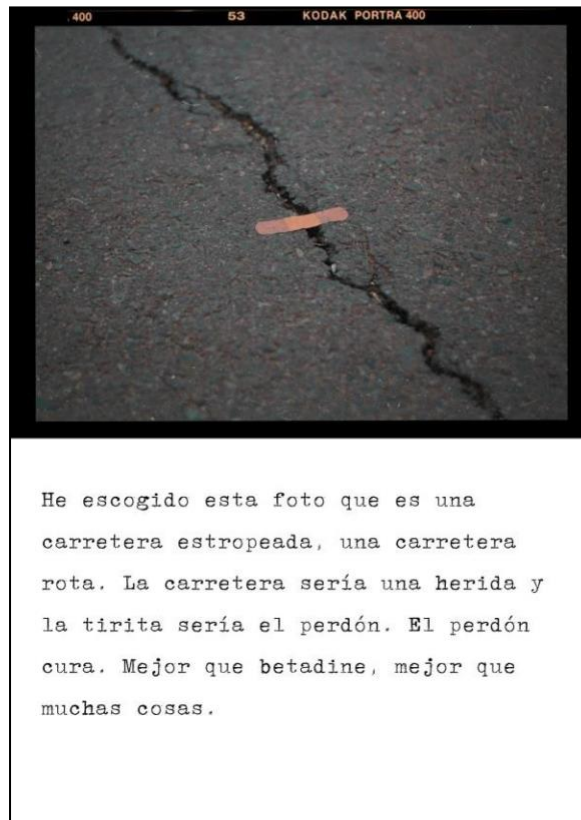 400 53 KODAK PORTRA 400
He escogido esta foto que es una
carretera estropeada, una carretera
rota. La carretera sería una herida y
la tirita sería el perdón. El perdón
cura. Mejor que betadine, mejor que
muchas cosas.